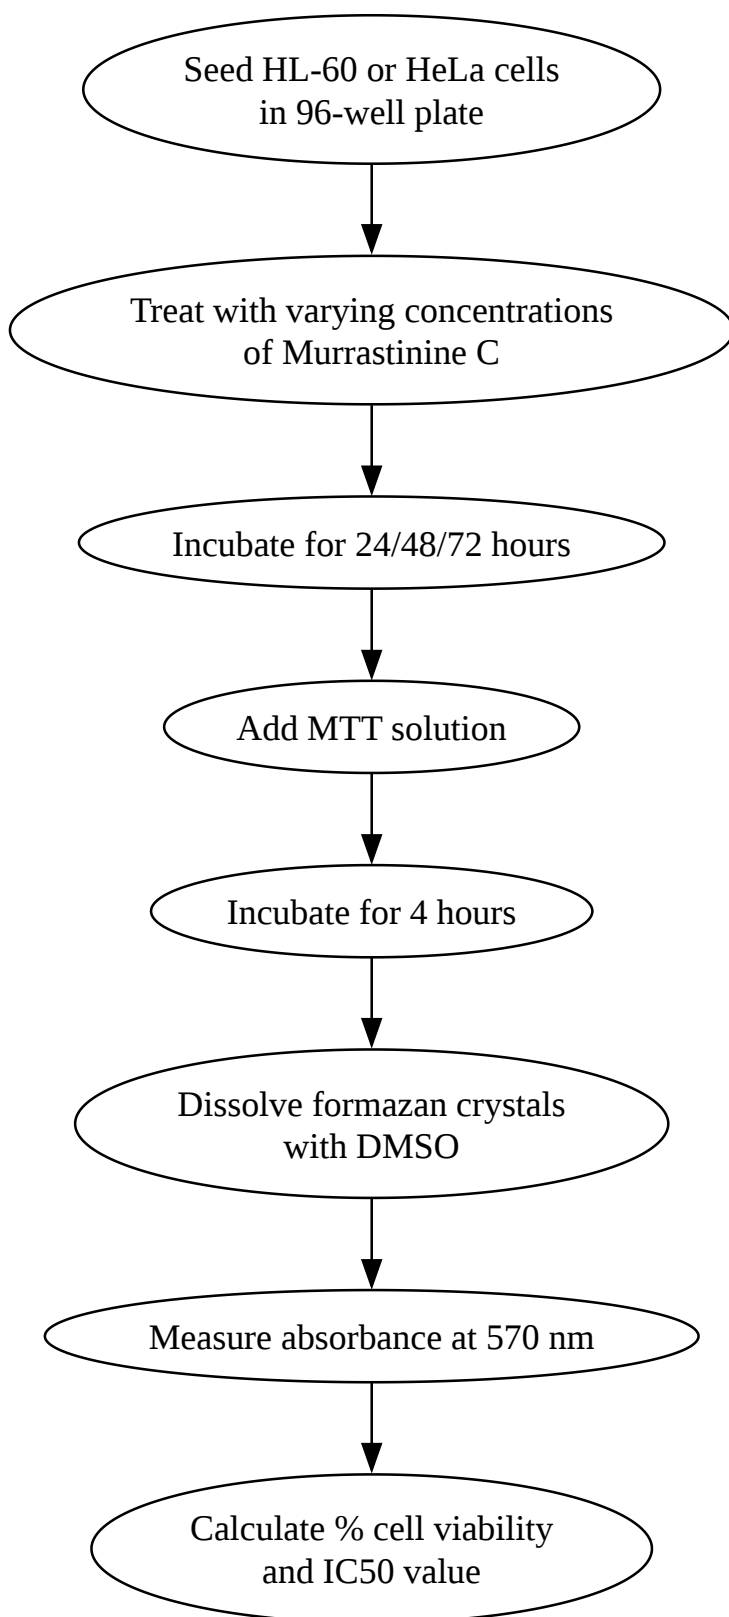 Seed HL-60 or HeLa cells
in 96-well plate
Treat with varying concentrations
of Murrastinine C
Incubate for 24/48/72 hours
Add MTT solution
Incubate for 4 hours
Dissolve formazan crystals
with DMSO
Measure absorbance at 570 nm
Calculate % cell viability
and IC50 value